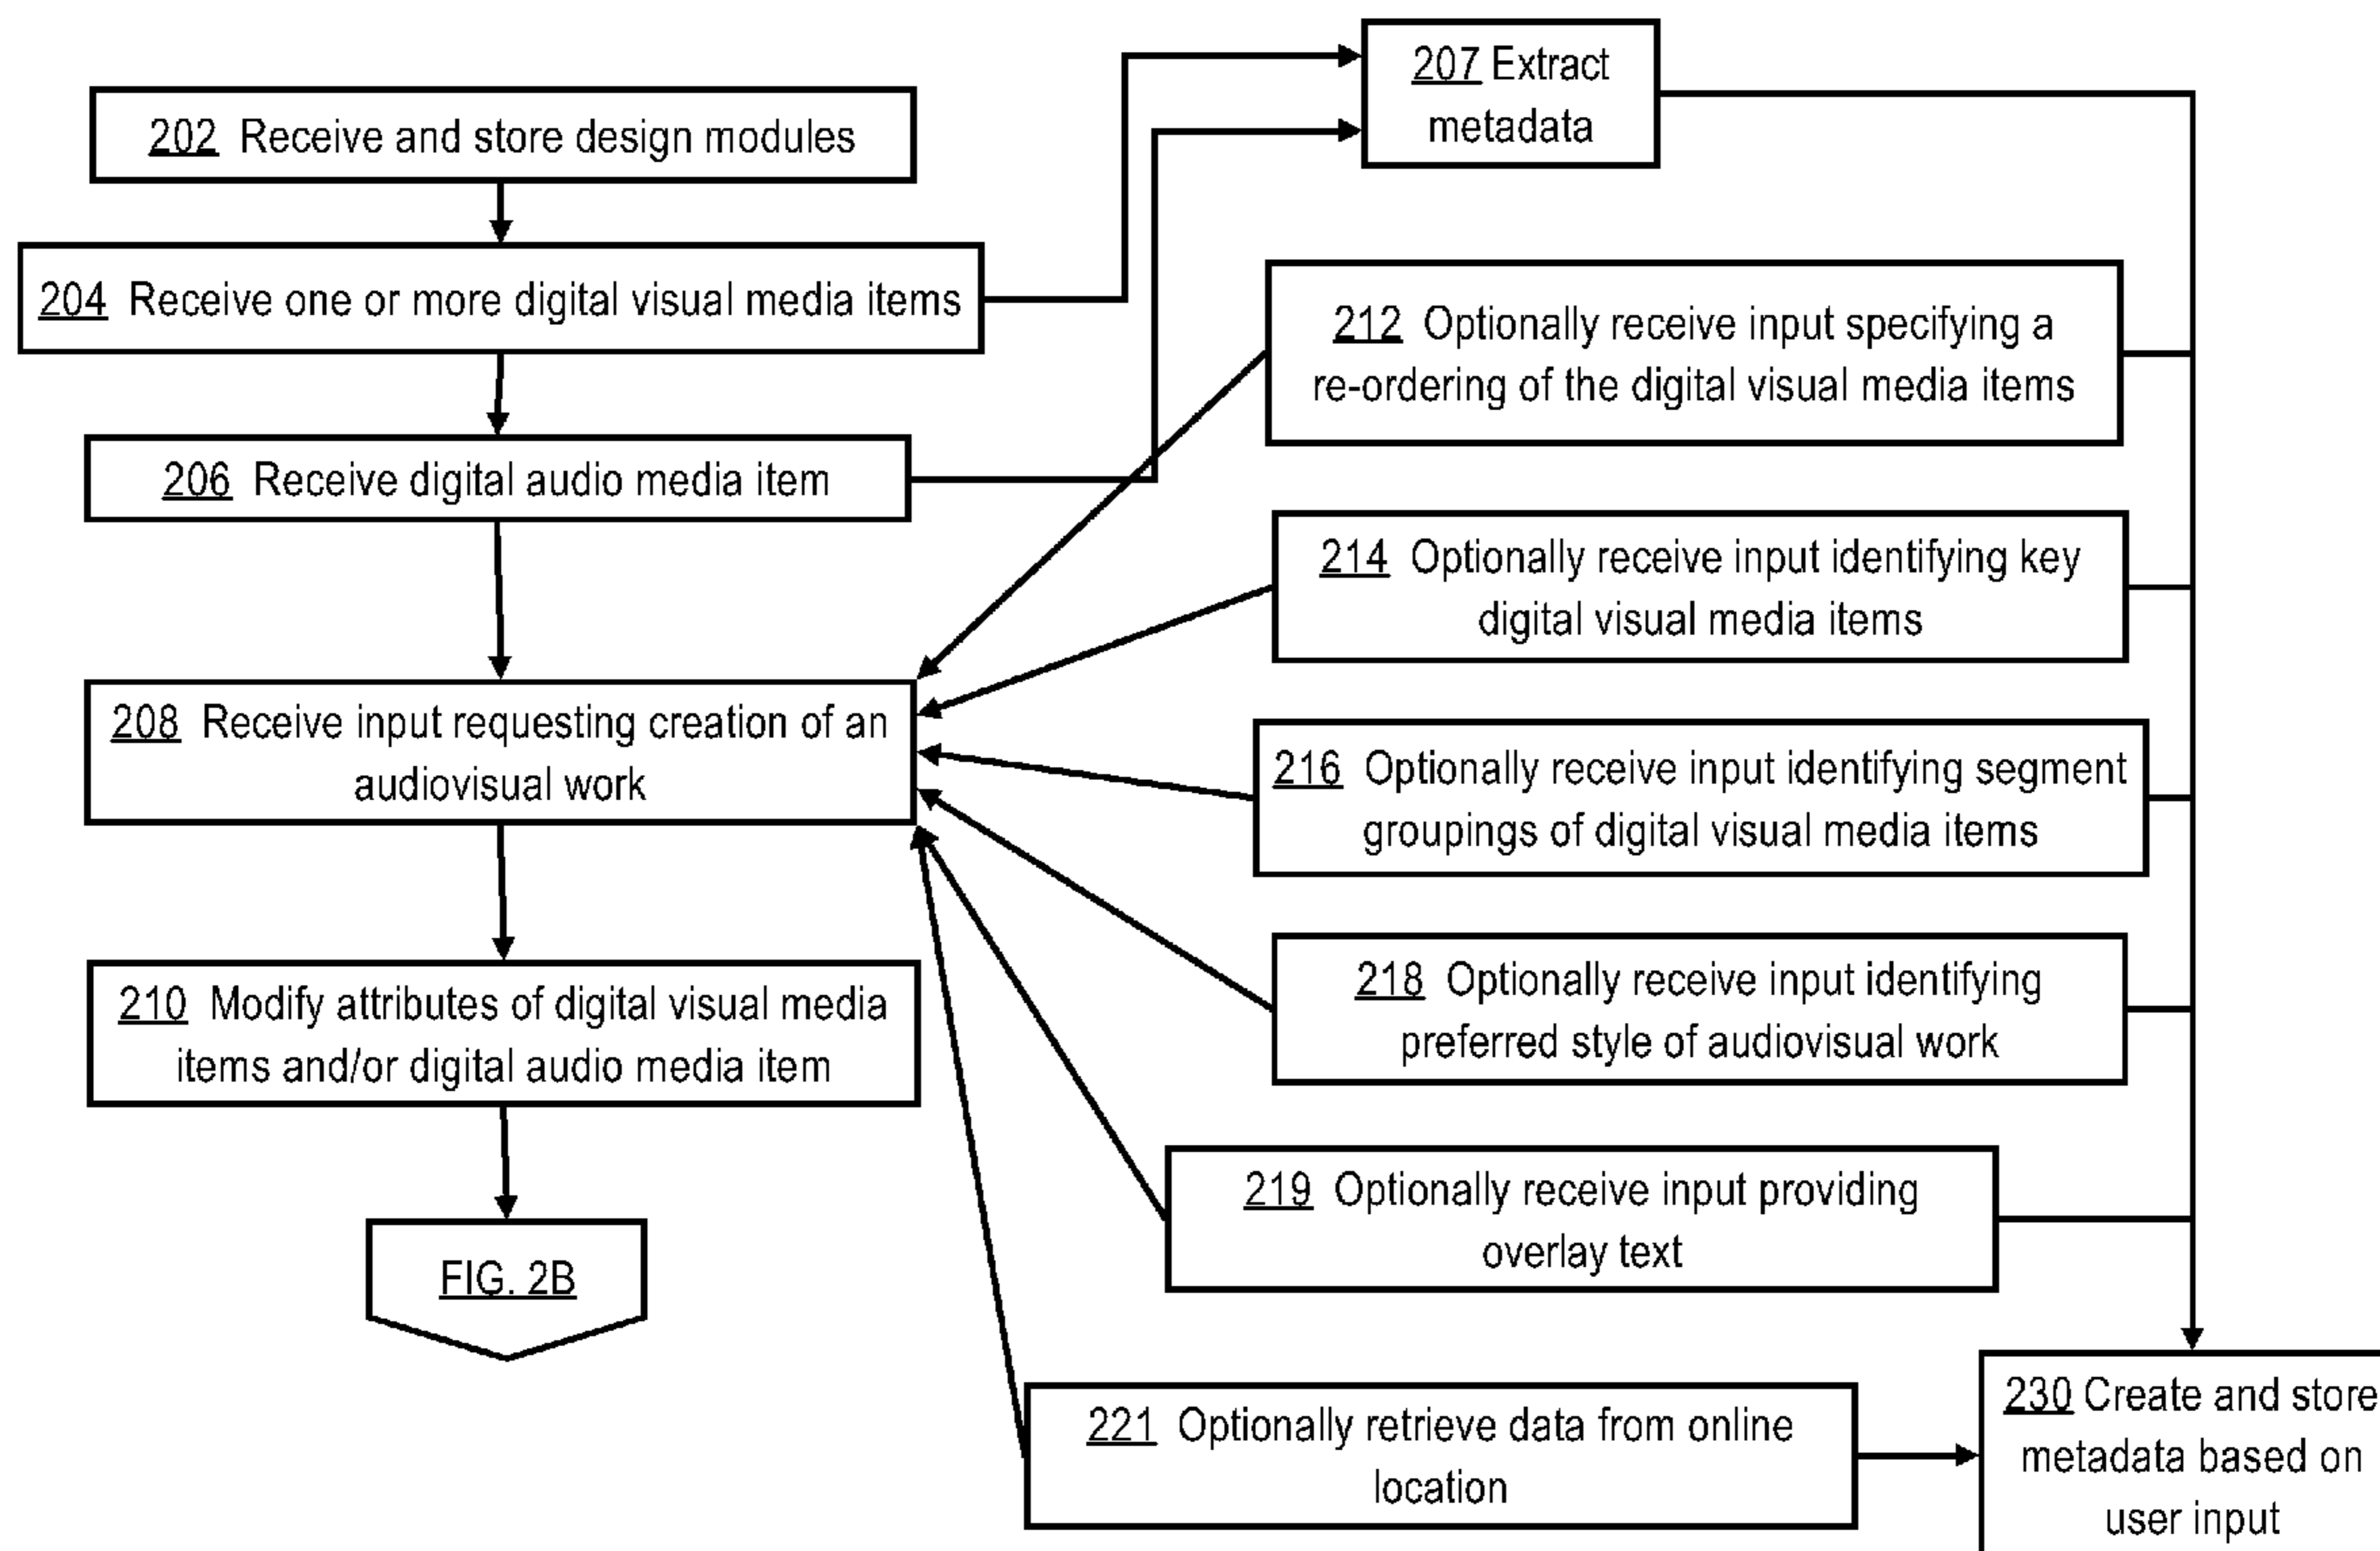 202 Receive and store design modules
204 Receive one or more digital visual media items
206 Receive digital audio media item
208 Receive input requesting creation of an
audiovisual work
210 Modify attributes of digital visual media
items and/or digital audio media item
FIG. 2B
207 Extract
metadata
212 Optionally receive input specifying a
re-ordering of the digital visual media items
214 Optionally receive input identifying key
digital visual media items
216 Optionally receive input identifying segment
groupings of digital visual media items
218 Optionally receive input identifying
preferred style of audiovisual work
219 Optionally receive input providing
overlay text
221 Optionally retrieve data from online
location
230 Create and store
metadata based on
user input